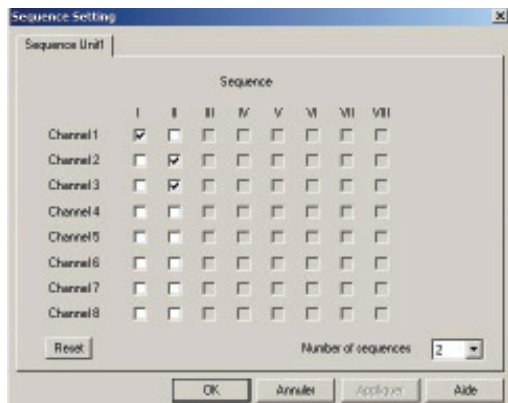 Sequence Setting
Sequence Unit1
Sequence
I II III IV V VI VII VIII
Channel 1
Channel 2
Channel 3
Channel 4
Channel 5
Channel 6
Channel 7
Channel 8
Reset
Number of sequences 2
OK Annuler Appliquer Aide